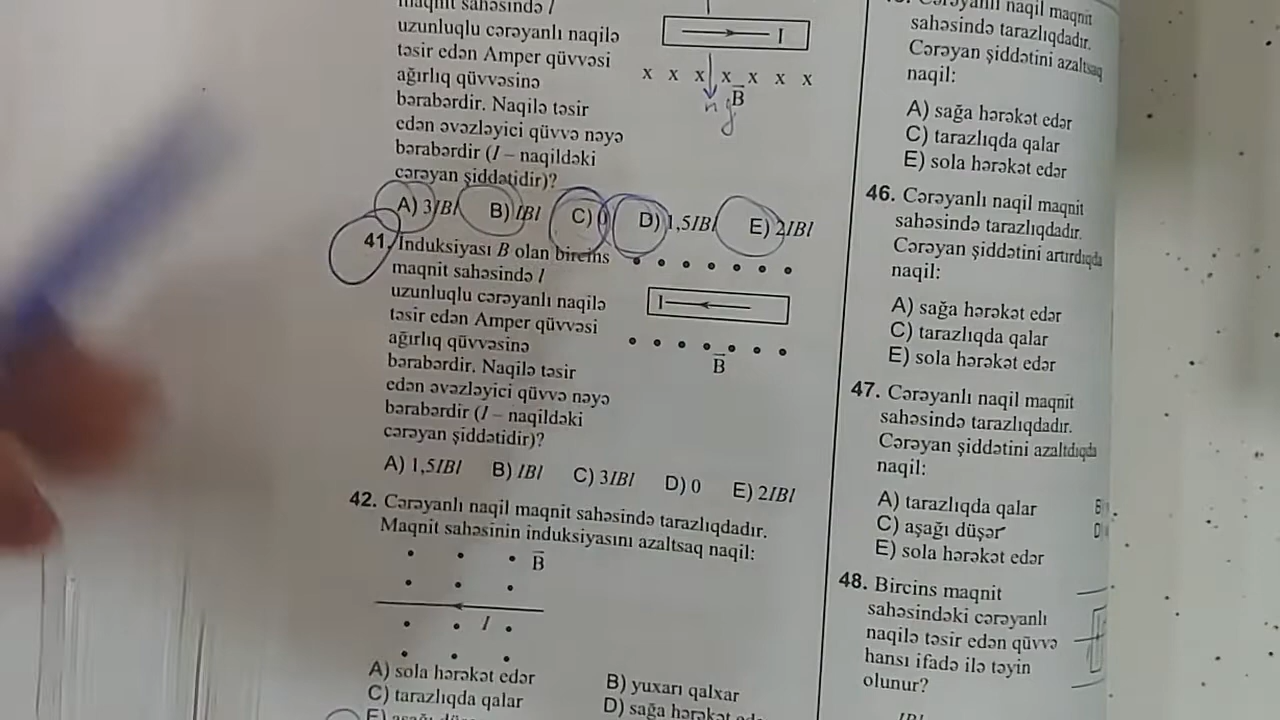 maqnit sahəsində l
uzunluqlu cərəyanlı naqilə
təsir edən Amper qüvvəsi
ağırlıq qüvvəsinə
bərabərdir. Naqilə təsir
edən əvəzləyici qüvvə nəyə
bərabərdir (I – naqildəki
cərəyan şiddətidir)?
I
x x x x x x x
B
mg
A) 3IBl B) IBl C) 0 D) 1,5IBl E) 2IBl
41. İnduksiyası B olan bircins
maqnit sahəsində l
uzunluqlu cərəyanlı naqilə
təsir edən Amper qüvvəsi
ağırlıq qüvvəsinə
bərabərdir. Naqilə təsir
edən əvəzləyici qüvvə nəyə
bərabərdir (I – naqildəki
cərəyan şiddətidir)?
I
B
A) 1,5IBl B) IBl C) 3IBl D) 0 E) 2IBl
42. Cərəyanlı naqil maqnit sahəsində tarazlıqdadır.
Maqnit sahəsinin induksiyasını azaltsaq naqil:
B
I
A) sola hərəkət edər
B) yuxarı qalxar
C) tarazlıqda qalar
D) sağa hərəkət
E) aşağı
Cərəyanlı naqil maqnit
sahəsində tarazlıqdadır.
Cərəyan şiddətini azaltsaq
naqil:
A) sağa hərəkət edər
C) tarazlıqda qalar
E) sola hərəkət edər
46. Cərəyanlı naqil maqnit
sahəsində tarazlıqdadır.
Cərəyan şiddətini artırdıqda
naqil:
A) sağa hərəkət edər
C) tarazlıqda qalar
E) sola hərəkət edər
47. Cərəyanlı naqil maqnit
sahəsində tarazlıqdadır.
Cərəyan şiddətini azaltdıqda
naqil:
A) tarazlıqda qalar
C) aşağı düşər
E) sola hərəkət edər
48. Bircins maqnit
sahəsindəki cərəyanlı
naqilə təsir edən qüvvə
hansı ifadə ilə təyin
olunur?